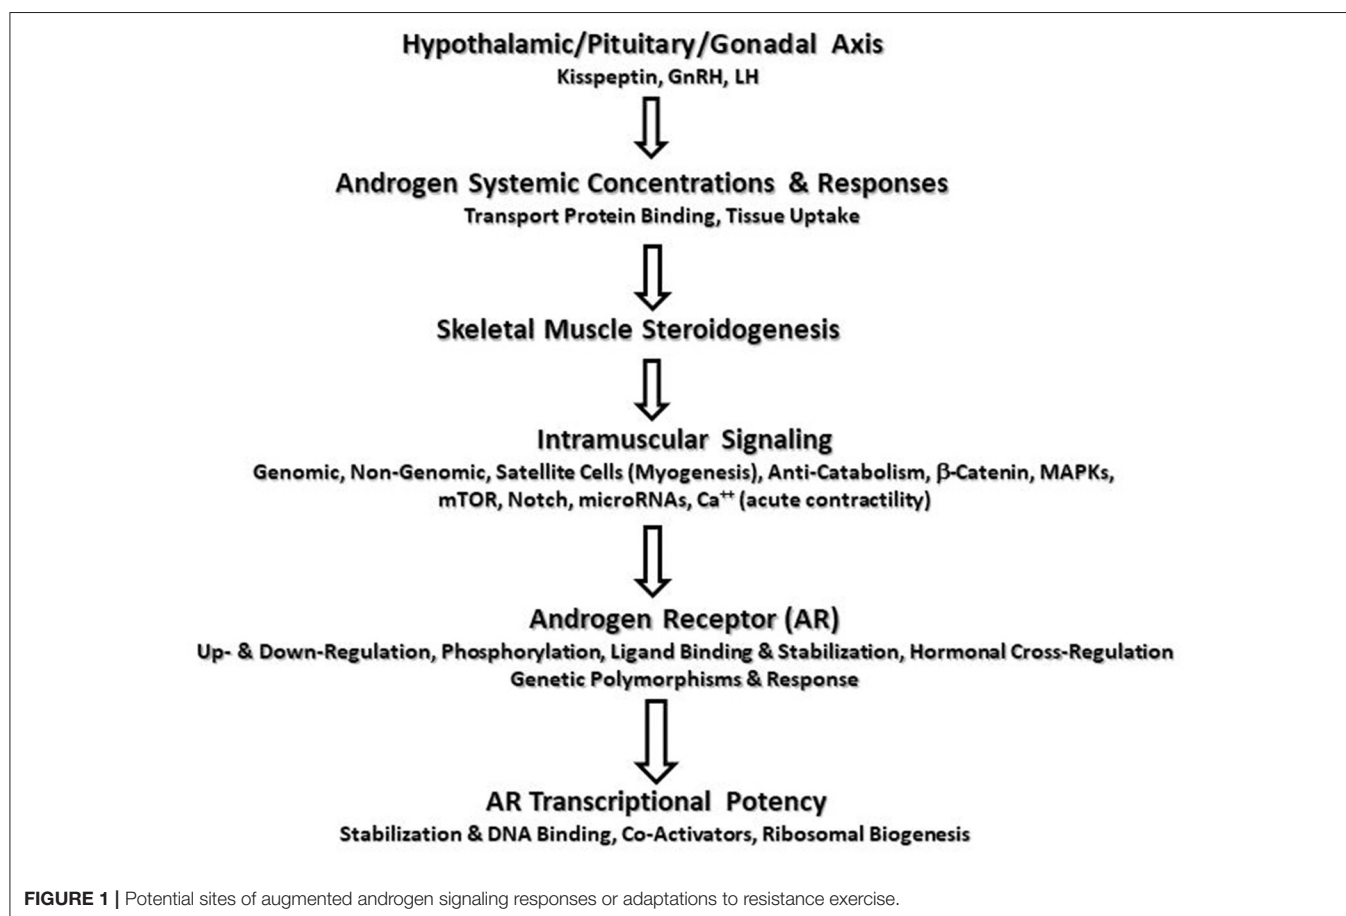 Hypothalamic/Pituitary/Gonadal Axis
Kisspeptin, GnRH, LH
Androgen Systemic Concentrations & Responses
Transport Protein Binding, Tissue Uptake
Skeletal Muscle Steroidogenesis
Intramuscular Signaling
Genomic, Non-Genomic, Satellite Cells (Myogenesis), Anti-Catabolism, β-Catenin, MAPKs,
mTOR, Notch, microRNAs, Ca⁺⁺ (acute contractility)
Androgen Receptor (AR)
Up- & Down-Regulation, Phosphorylation, Ligand Binding & Stabilization, Hormonal Cross-Regulation
Genetic Polymorphisms & Response
AR Transcriptional Potency
Stabilization & DNA Binding, Co-Activators, Ribosomal Biogenesis
FIGURE 1 | Potential sites of augmented androgen signaling responses or adaptations to resistance exercise.